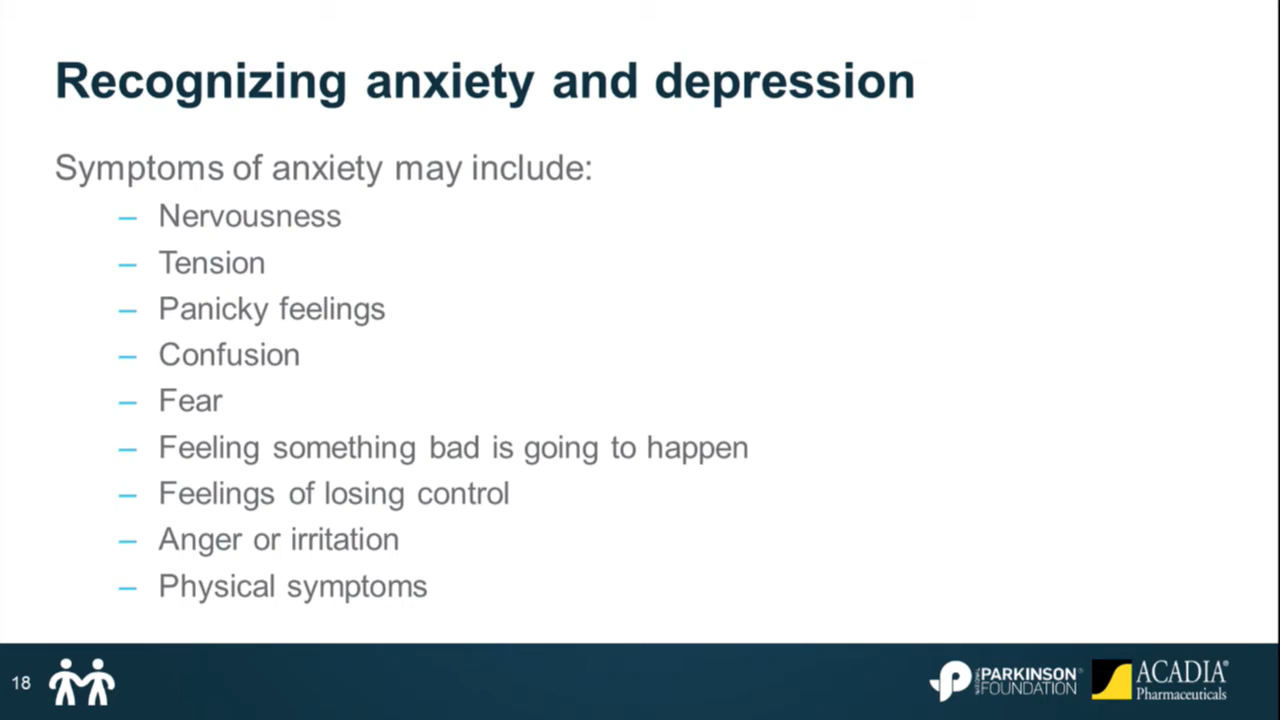 Recognizing anxiety and depression
Symptoms of anxiety may include:
– Nervousness
– Tension
– Panicky feelings
– Confusion
– Fear
– Feeling something bad is going to happen
– Feelings of losing control
– Anger or irritation
– Physical symptoms
18
PARKINSON
FOUNDATION
ACADIA®
Pharmaceuticals